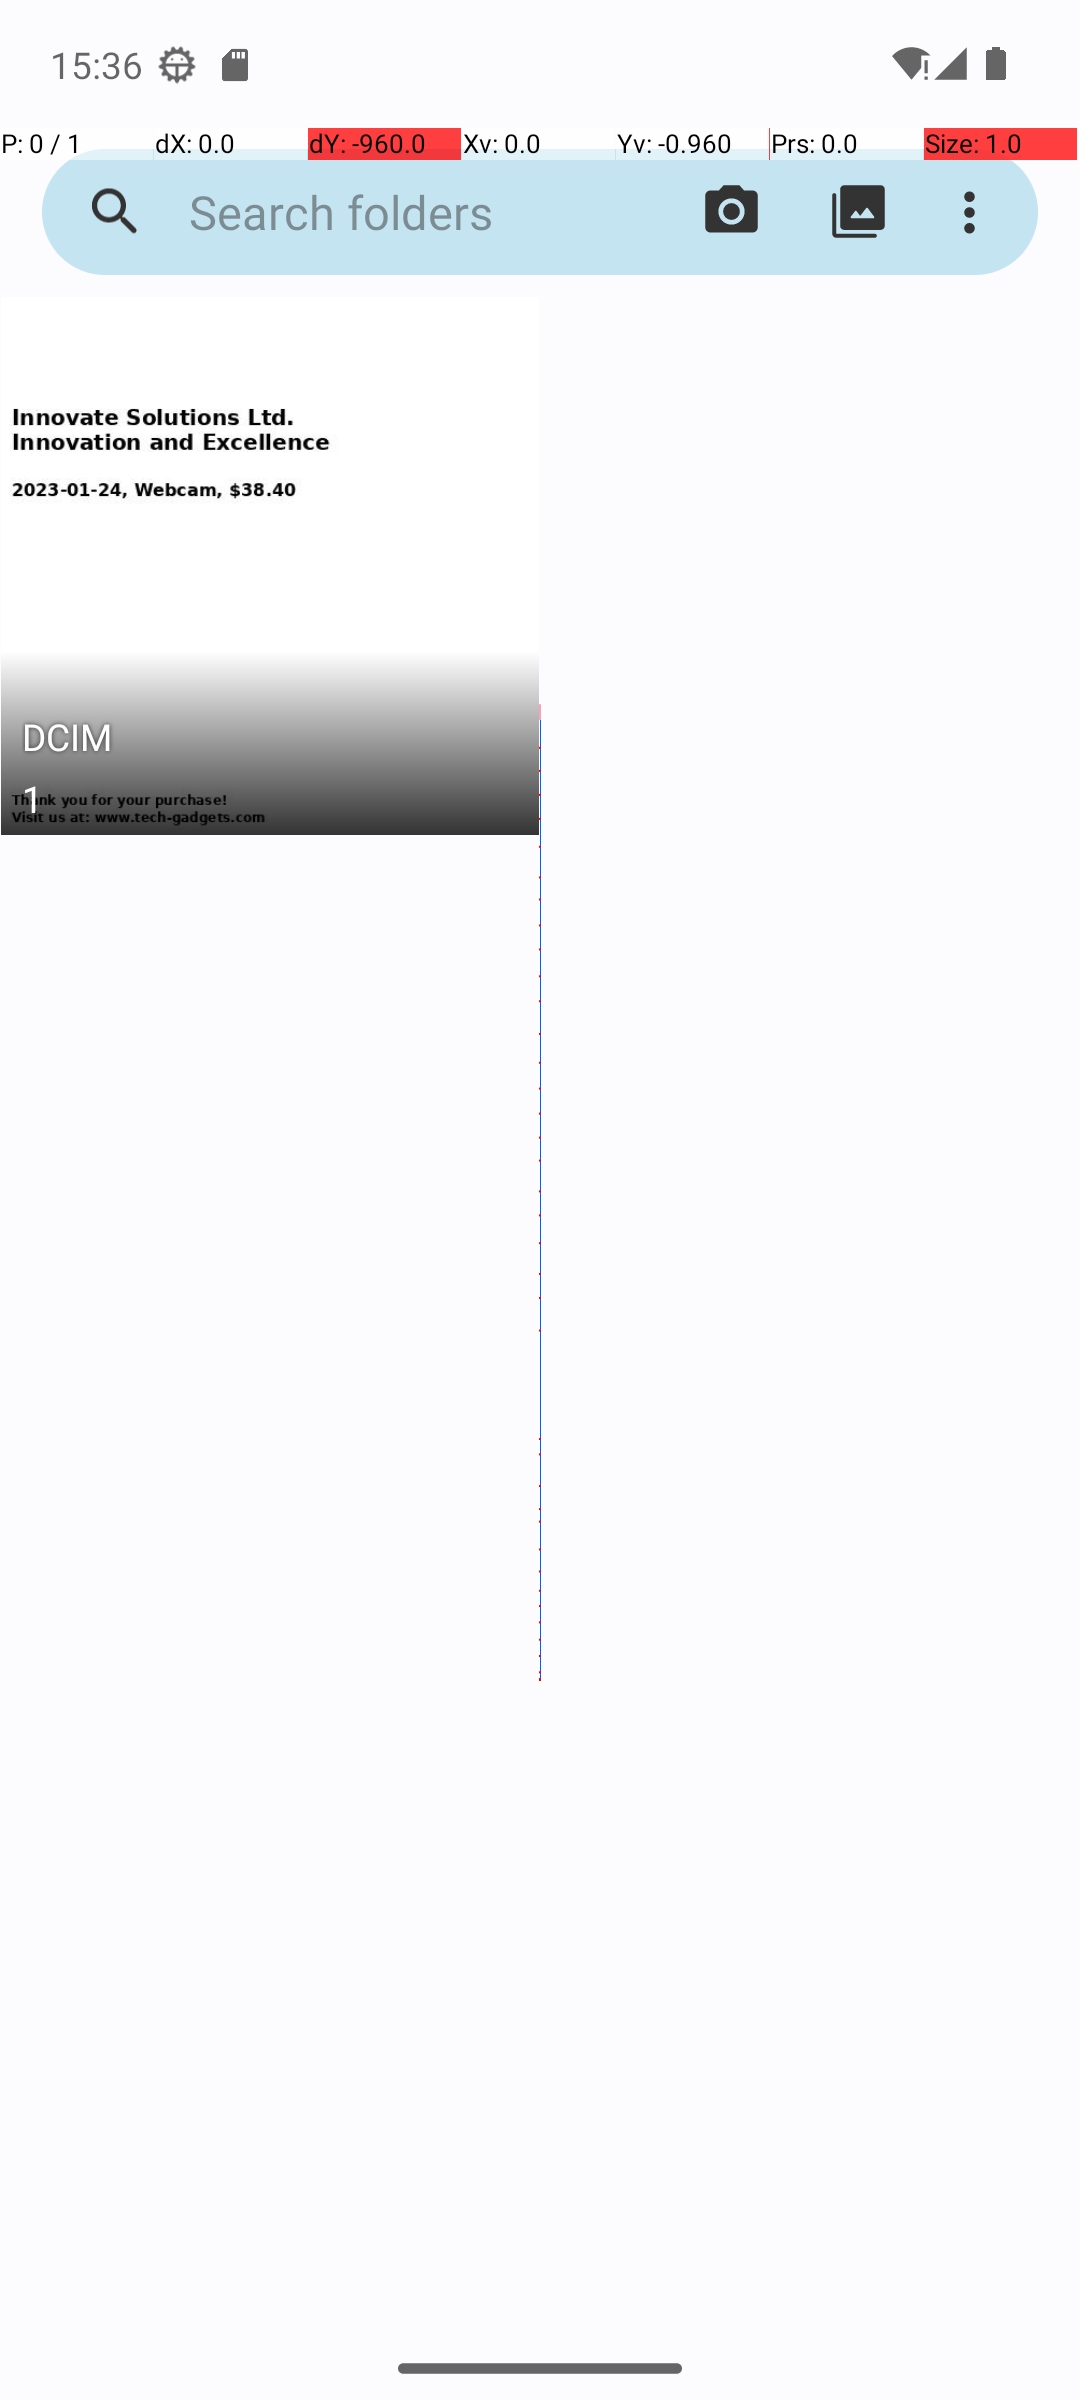 15:36
P: 0 / 1 dX: 0.0 dY: -960.0 Xv: 0.0 Yv: -0.960 Prs: 0.0 Size: 1.0
Search folders
Innovate Solutions Ltd.
Innovation and Excellence
2023-01-24, Webcam, $38.40
DCIM
1
Thank you for your purchase!
Visit us at: www.tech-gadgets.com